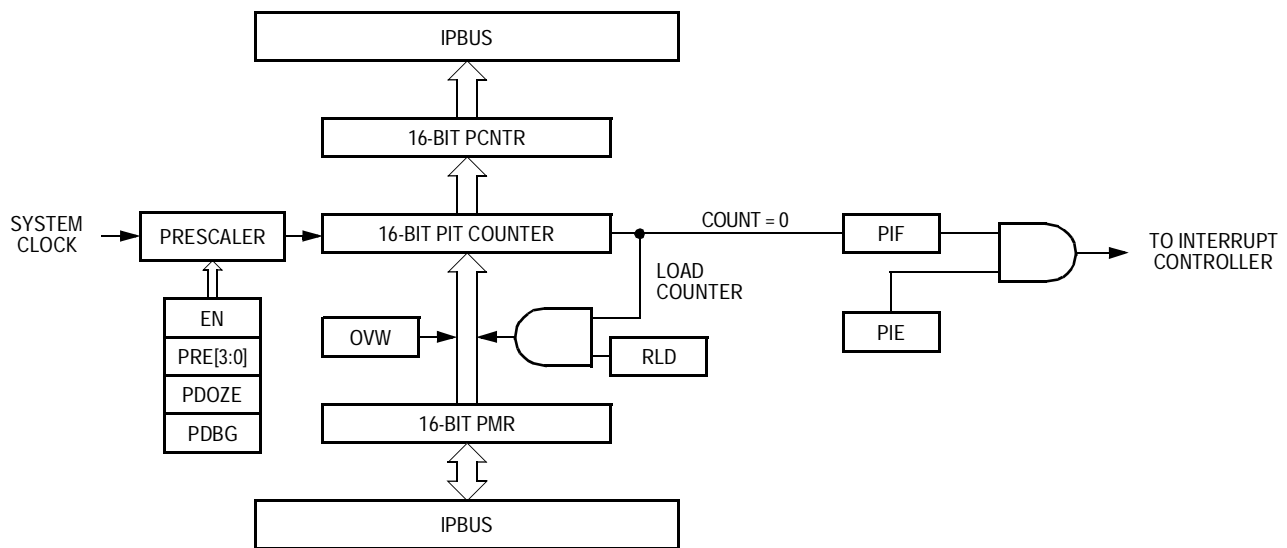 IPBUS
16-BIT PCNTR
SYSTEM
CLOCK
PRESCALER
16-BIT PIT COUNTER
COUNT = 0
PIF
TO INTERRUPT
CONTROLLER
LOAD
COUNTER
EN
PRE[3:0]
PDOZE
PDBG
OVW
RLD
PIE
16-BIT PMR
IPBUS